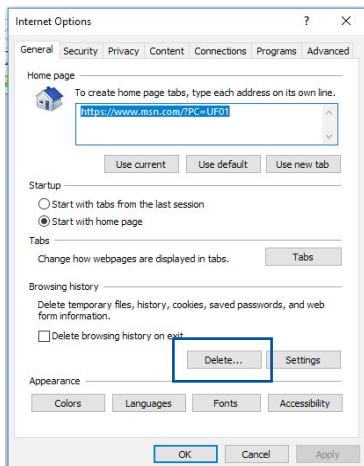 Internet Options ? X
General Security Privacy Content Connections Programs Advanced
Home page
To create home page tabs, type each address on its own line.
https://www.msn.com/?PC=UF01
Use current Use default Use new tab
Startup
Start with tabs from the last session
Start with home page
Tabs
Change how webpages are displayed in tabs. Tabs
Browsing history
Delete temporary files, history, cookies, saved passwords, and web
form information.
Delete browsing history on exit
Delete... Settings
Appearance
Colors Languages Fonts Accessibility
OK Cancel Apply